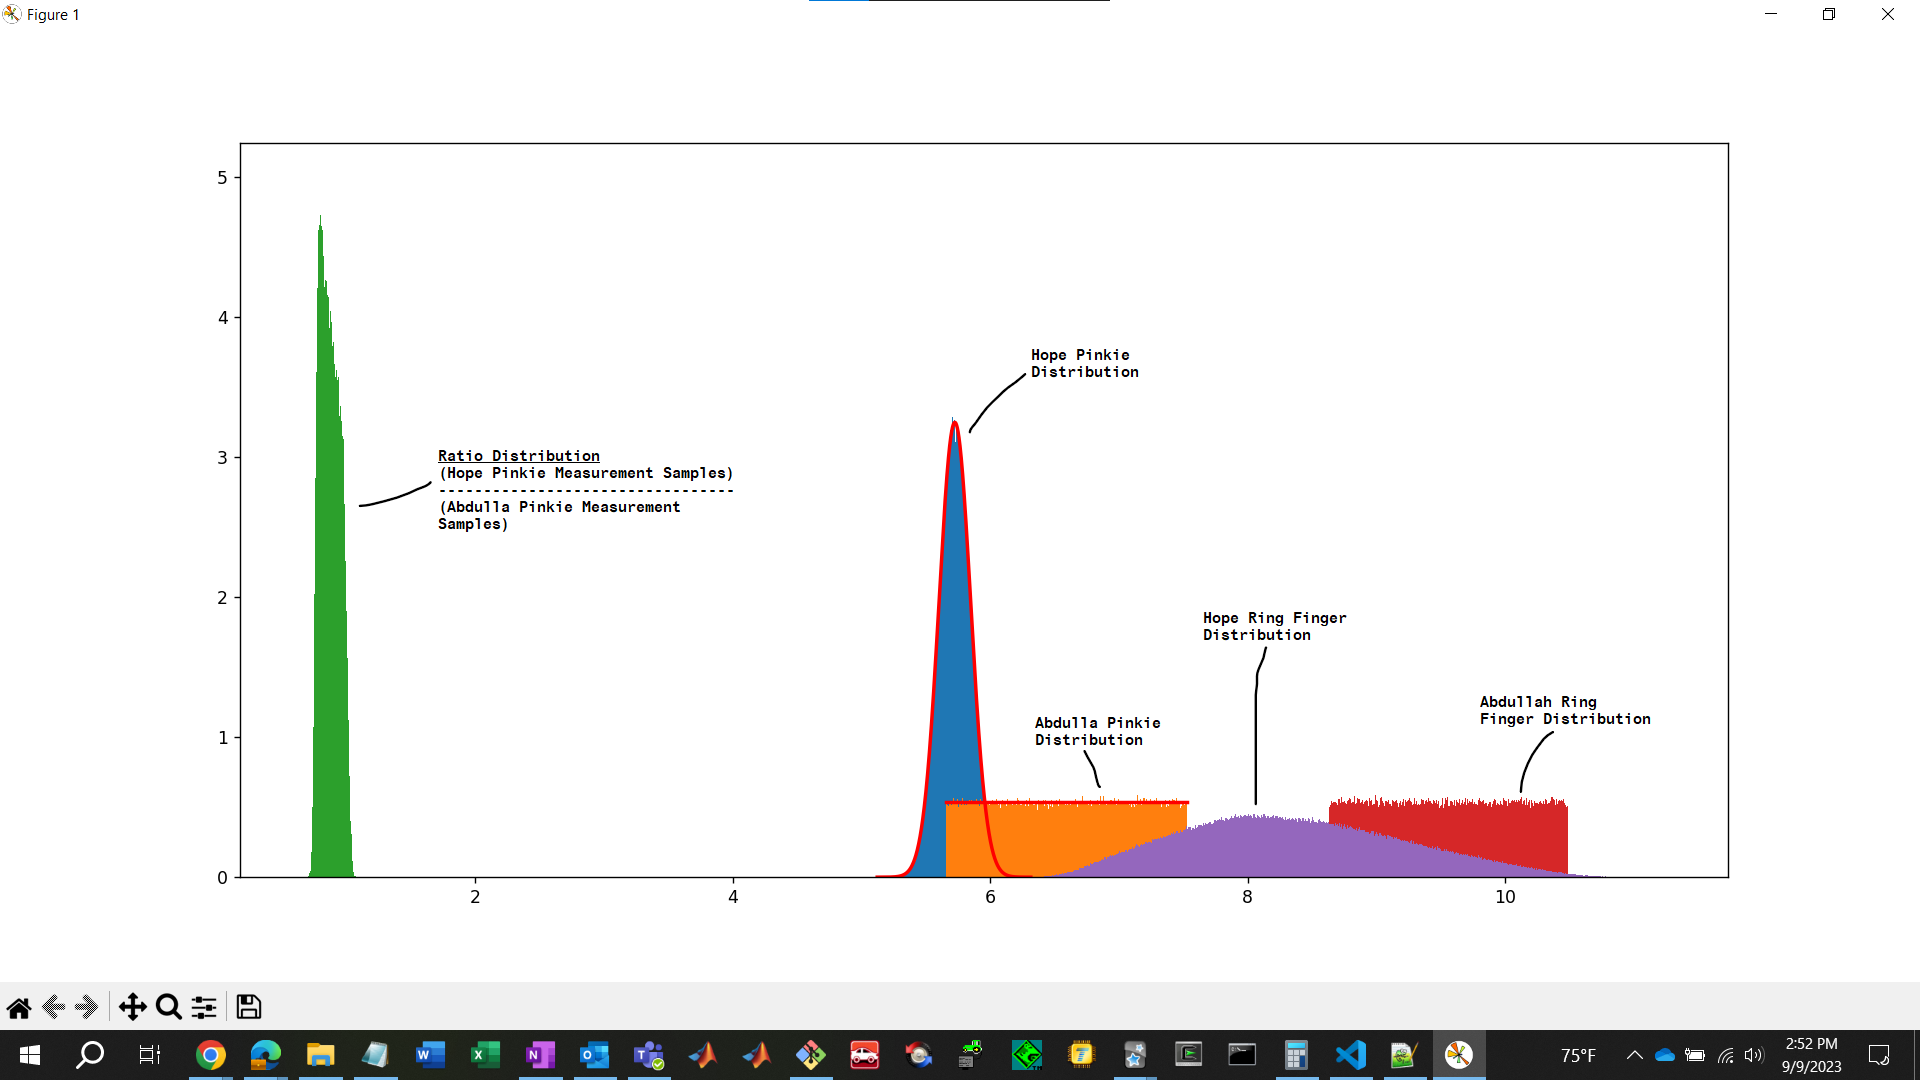 Figure 1
5
4
3
2
1
0
2
4
6
8
10
Hope Pinkie
Distribution
Ratio Distribution
(Hope Pinkie Measurement Samples)
---------------------------------
(Abdulla Pinkie Measurement
Samples)
Hope Ring Finger
Distribution
Abdulla Pinkie
Distribution
Abdullah Ring
Finger Distribution
75°F
2:52 PM
9/9/2023